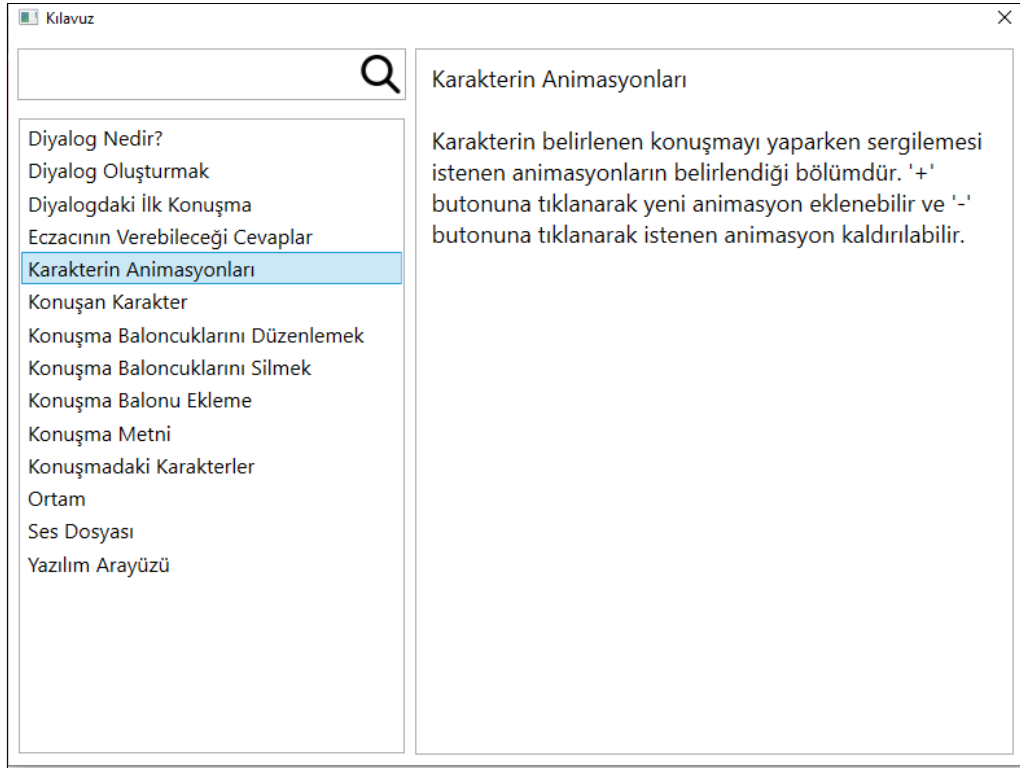 Kılavuz
Diyalog Nedir?
Diyalog Oluşturmak
Diyalogdaki İlk Konuşma
Eczacının Verebileceği Cevaplar
Karakterin Animasyonları
Konuşan Karakter
Konuşma Baloncuklarını Düzenlemek
Konuşma Baloncuklarını Silmek
Konuşma Balonu Ekleme
Konuşma Metni
Konuşmadaki Karakterler
Ortam
Ses Dosyası
Yazılım Arayüzü
Karakterin Animasyonları
Karakterin belirlenen konuşmayı yaparken sergilemesi
istenen animasyonların belirlendiği bölümdür. '+'
butonuna tıklanarak yeni animasyon eklenebilir ve '-'
butonuna tıklanarak istenen animasyon kaldırılabilir.